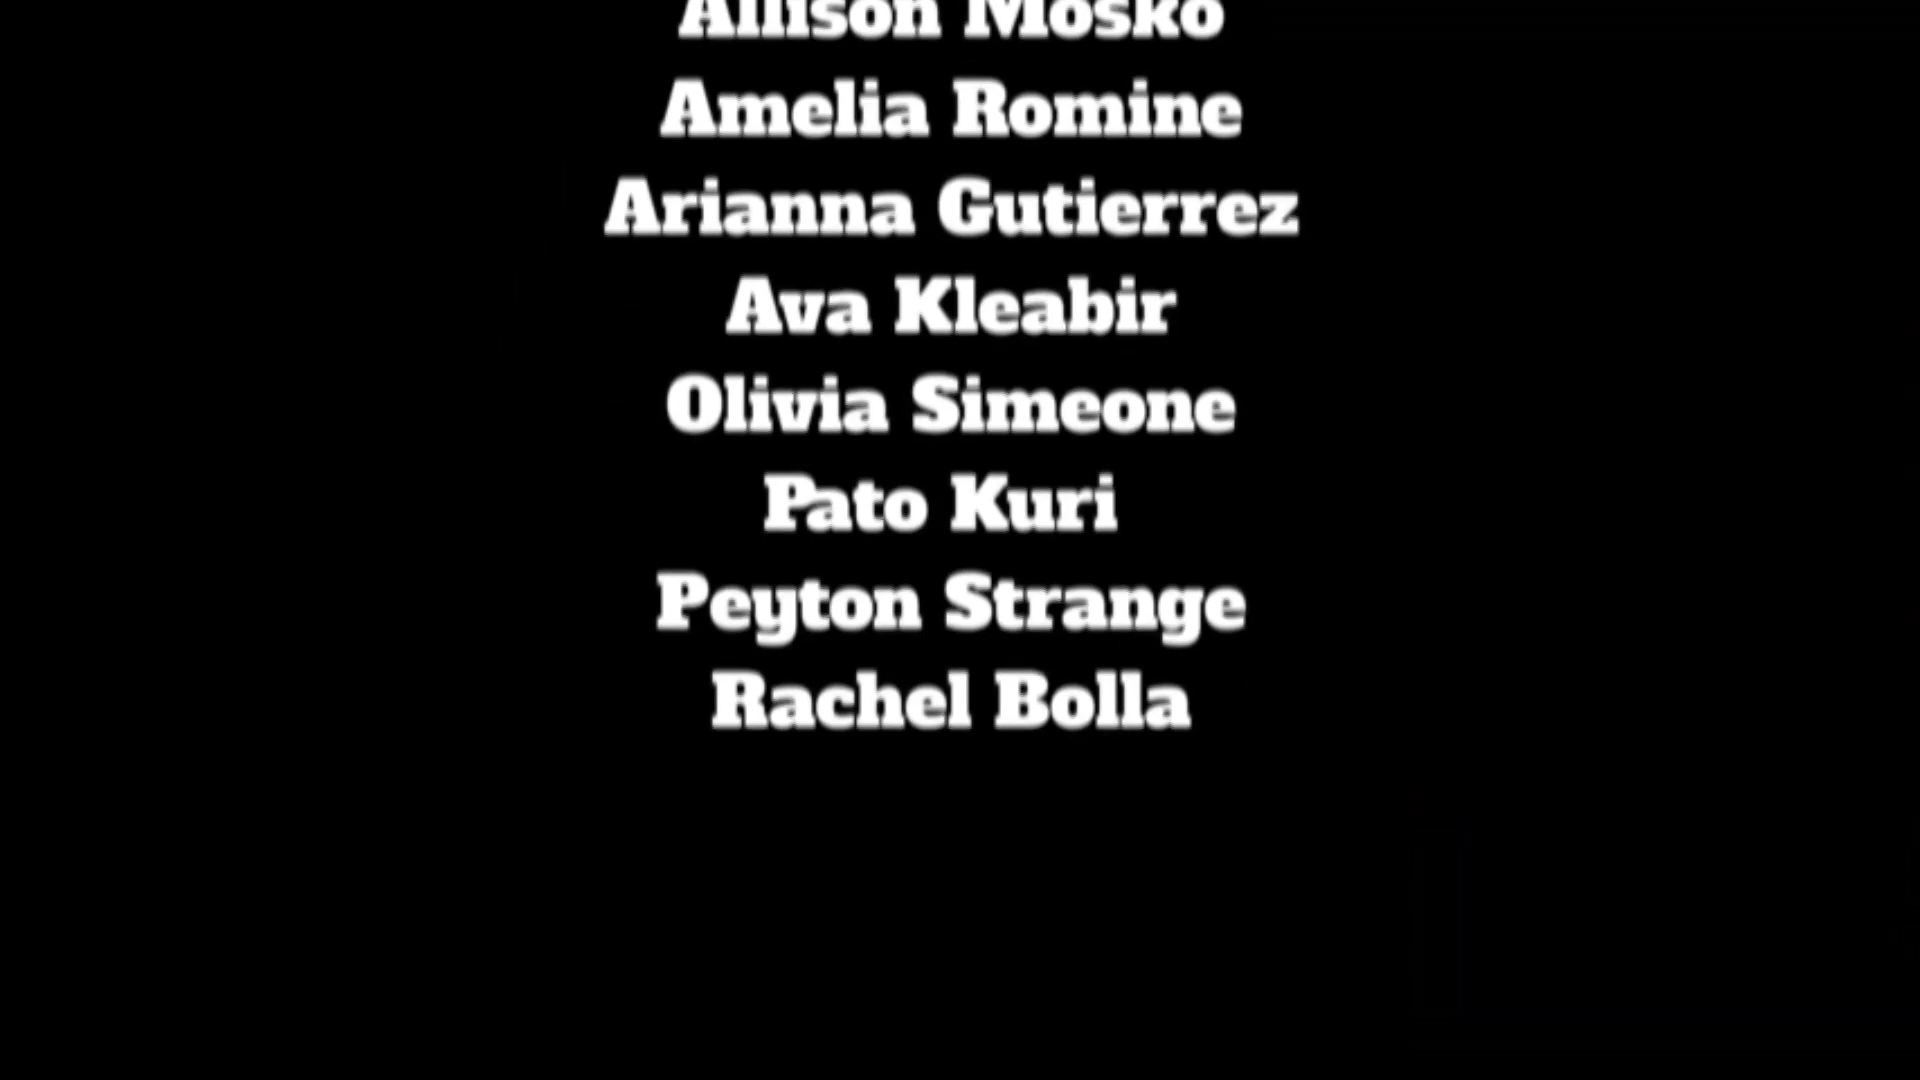 Allison Mosko
Amelia Romine
Arianna Gutierrez
Ava Kleabir
Olivia Simeone
Pato Kuri
Peyton Strange
Rachel Bolla